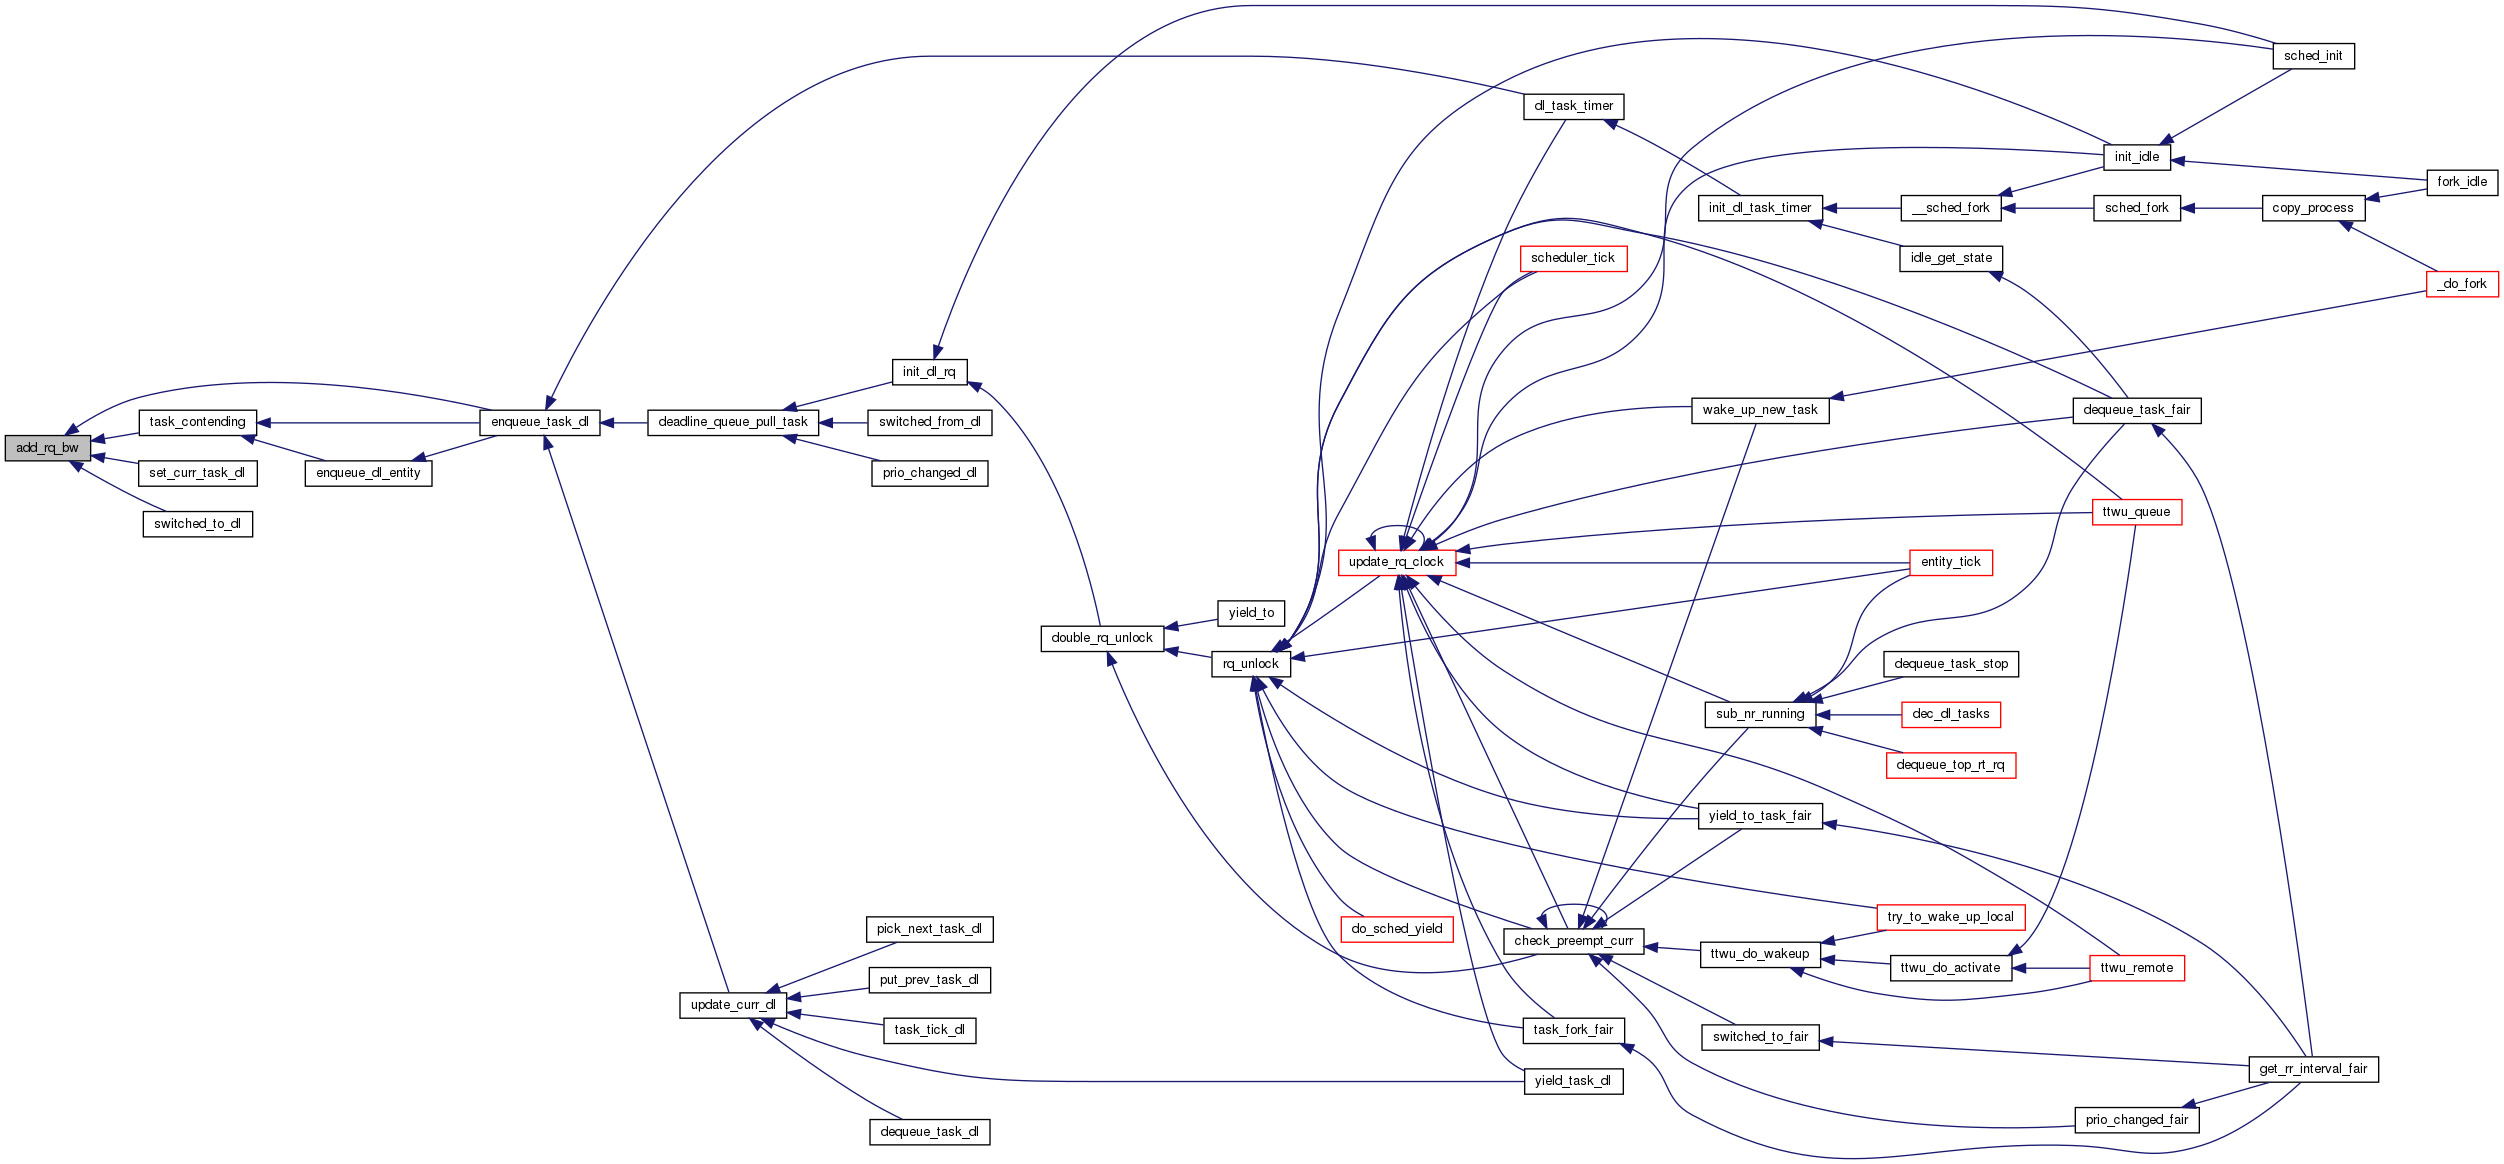 sched_init
dl_task_timer
init_idle
fork_idle
init_dl_task_timer
__sched_fork
sched_fork
copy_process
scheduler_tick
idle_get_state
_do_fork
init_dl_rq
wake_up_new_task
dequeue_task_fair
task_contending
enqueue_task_dl
deadline_queue_pull_task
switched_from_dl
add_rq_bw
set_curr_task_dl
enqueue_dl_entity
prio_changed_dl
ttwu_queue
switched_to_dl
update_rq_clock
entity_tick
yield_to
double_rq_unlock
rq_unlock
dequeue_task_stop
sub_nr_running
dec_dl_tasks
dequeue_top_rt_rq
yield_to_task_fair
try_to_wake_up_local
pick_next_task_dl
do_sched_yield
check_preempt_curr
ttwu_do_wakeup
ttwu_do_activate
ttwu_remote
put_prev_task_dl
update_curr_dl
task_tick_dl
task_fork_fair
switched_to_fair
get_rr_interval_fair
yield_task_dl
prio_changed_fair
dequeue_task_dl